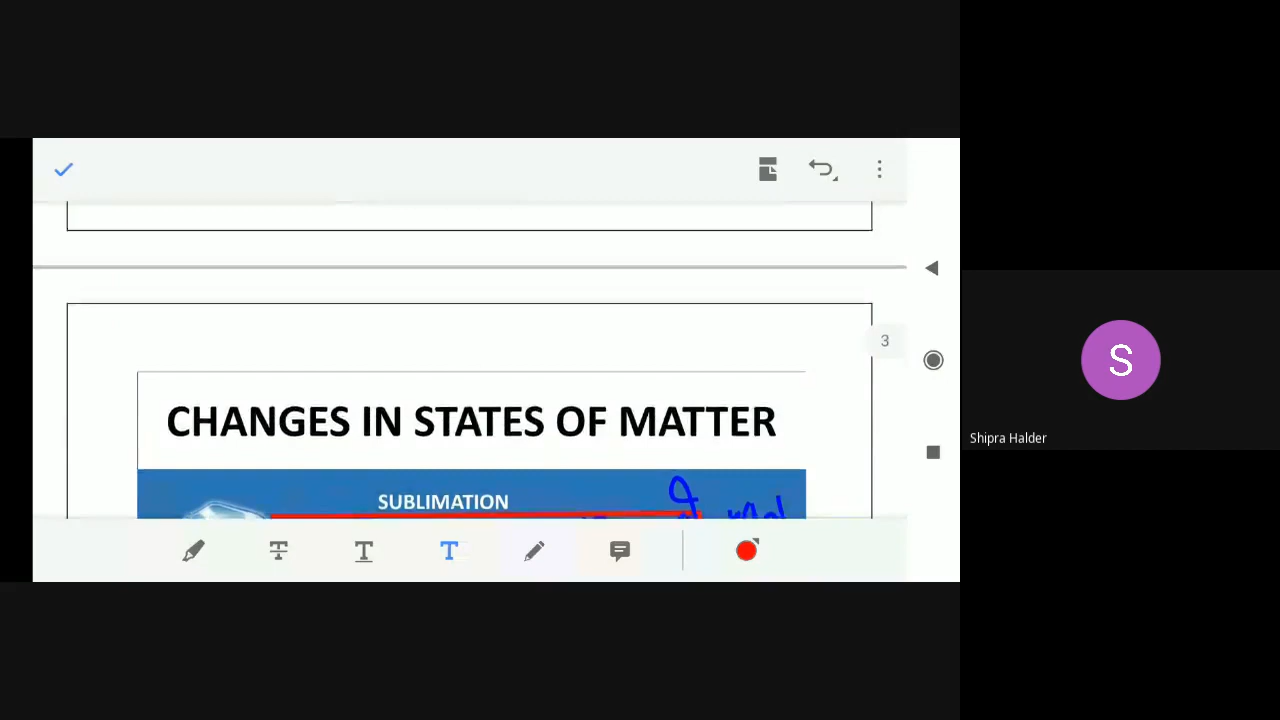 3
CHANGES IN STATES OF MATTER
SUBLIMATION
T
T
T
S
Shipra Halder